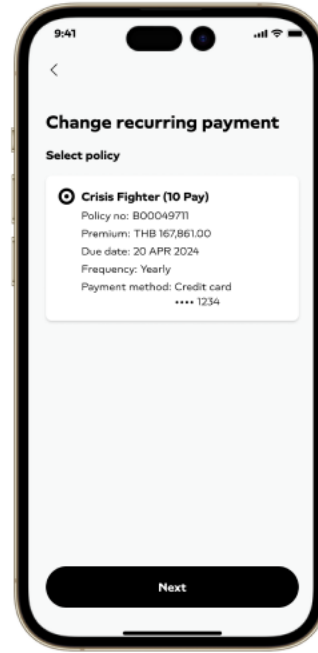 9:41
Change recurring payment
Select policy
Crisis Fighter (10 Pay)
Policy no: B00049711
Premium: THB 167,861.00
Due date: 20 APR 2024
Frequency: Yearly
Payment method: Credit card
•••• 1234
Next